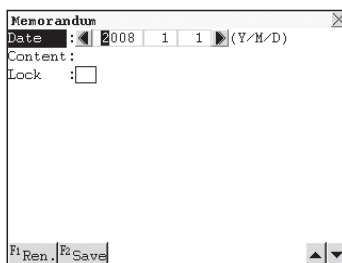 Memorandum
Date : 2008 1 1 (Y/M/D)
Content:
Lock :
F1 Ren. F2 Save